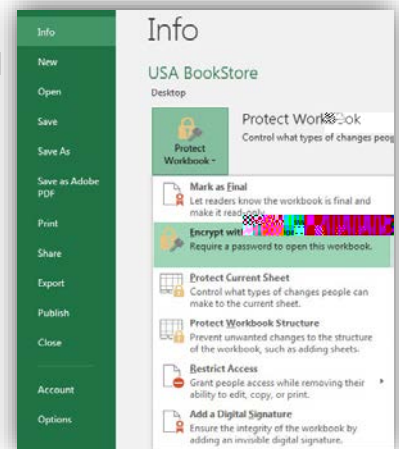 Info
New
Open
Save
Save As
Save as Adobe
PDF
Print
Share
Export
Publish
Close
Account
Options
Info
USA BookStore
Desktop
Protect
Workbook
Protect
Control what types of changes
Mark as Final
Let readers know the workbook is final and
make it read-only.
Encrypt
Require a password to open this workbook.
Protect Current Sheet
Control what types of changes people can
make to the current sheet.
Protect Workbook Structure
Prevent unwanted changes to the structure
of the workbook, such as adding sheets.
Restrict Access
Grant people access while removing their
ability to edit, copy, or print.
Add a Digital Signature
Ensure the integrity of the workbook by
adding an invisible digital signature.